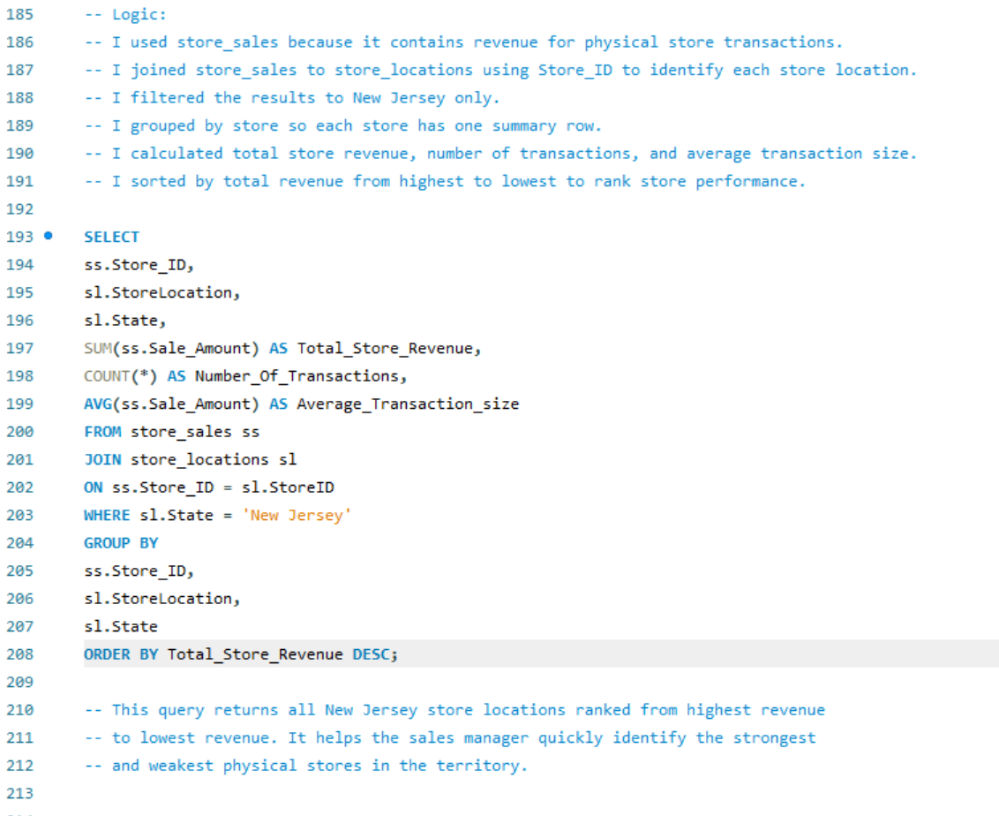 185 -- Logic:
186 -- I used store_sales because it contains revenue for physical store transactions.
187 -- I joined store_sales to store_locations using Store_ID to identify each store location.
188 -- I filtered the results to New Jersey only.
189 -- I grouped by store so each store has one summary row.
190 -- I calculated total store revenue, number of transactions, and average transaction size.
191 -- I sorted by total revenue from highest to lowest to rank store performance.
192
193 SELECT
194 ss.Store_ID,
195 sl.StoreLocation,
196 sl.State,
197 SUM(ss.Sale_Amount) AS Total_Store_Revenue,
198 COUNT(*) AS Number_Of_Transactions,
199 AVG(ss.Sale_Amount) AS Average_Transaction_size
200 FROM store_sales ss
201 JOIN store_locations sl
202 ON ss.Store_ID = sl.StoreID
203 WHERE sl.State = 'New Jersey'
204 GROUP BY
205 ss.Store_ID,
206 sl.StoreLocation,
207 sl.State
208 ORDER BY Total_Store_Revenue DESC;
209
210 -- This query returns all New Jersey store locations ranked from highest revenue
211 -- to lowest revenue. It helps the sales manager quickly identify the strongest
212 -- and weakest physical stores in the territory.
213